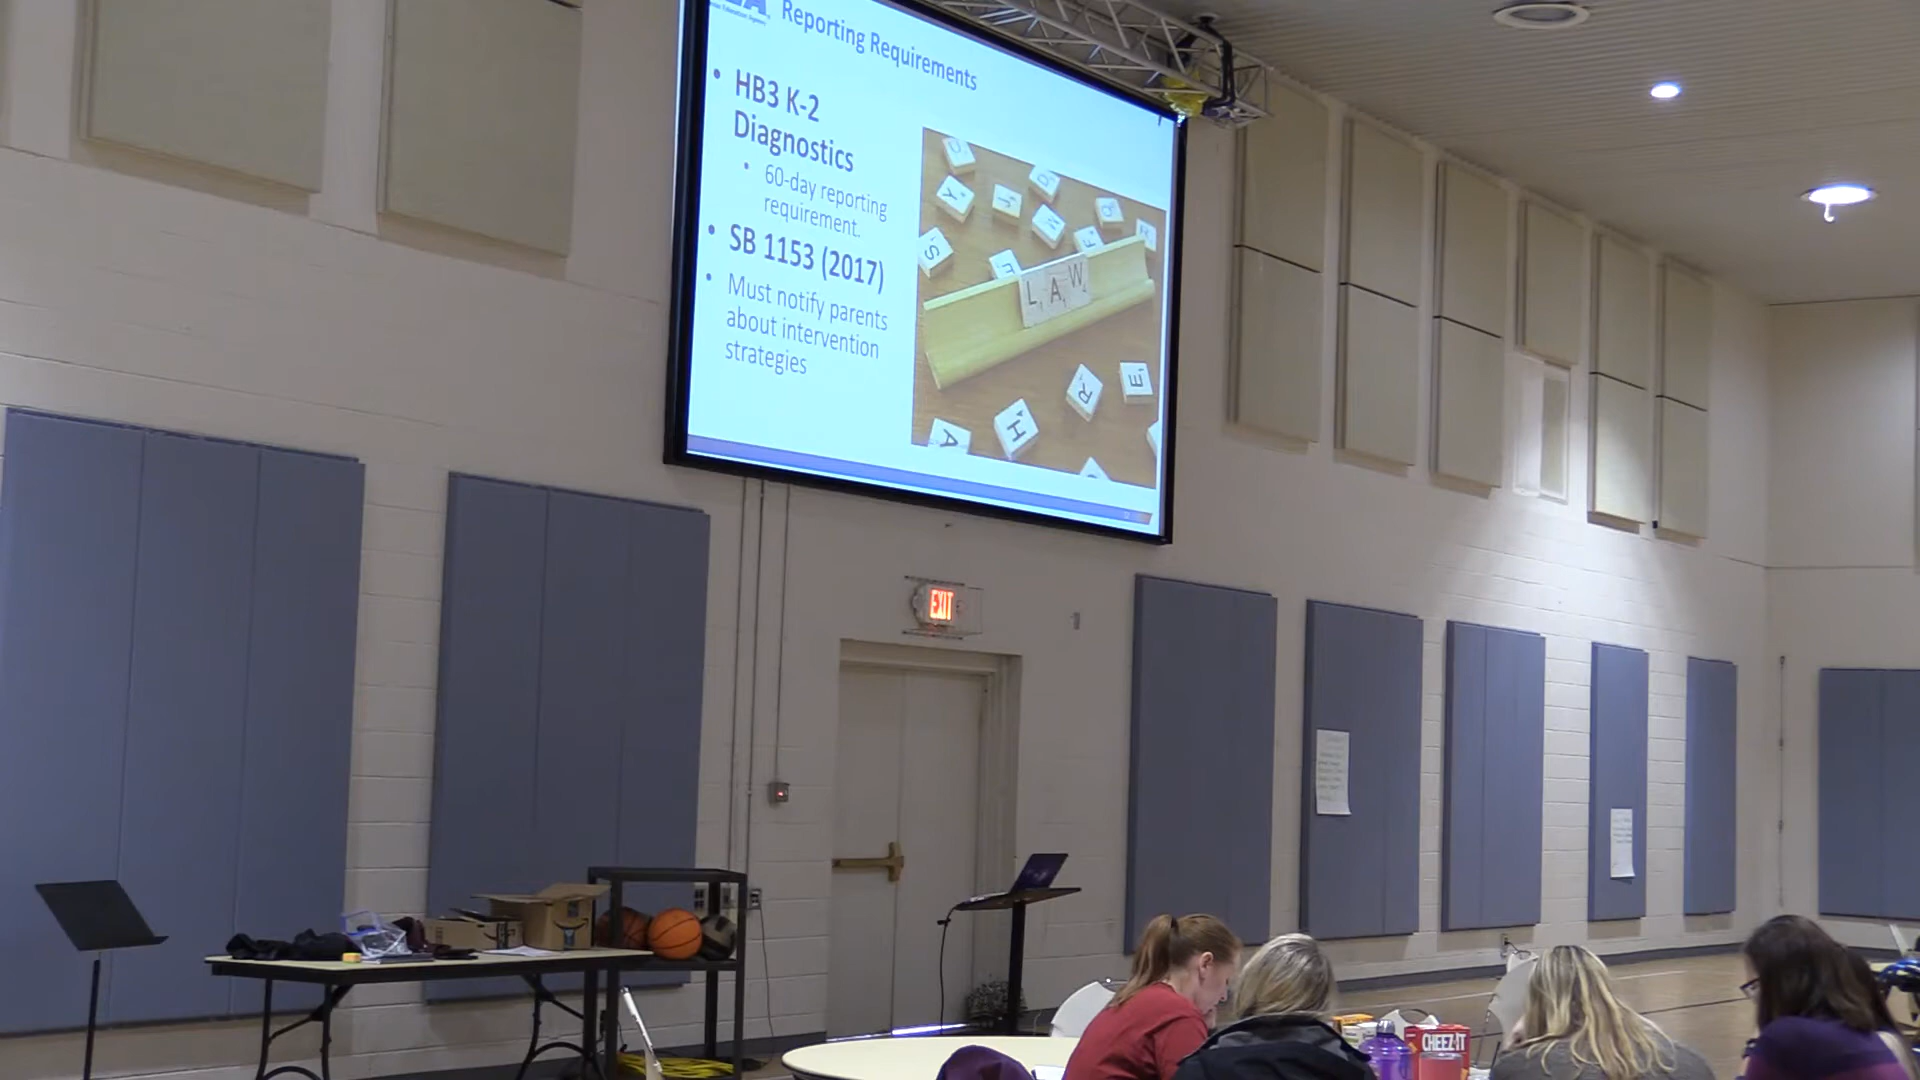 Reporting Requirements
• HB3 K-2
Diagnostics
• 60-day reporting
requirement.
• SB 1153 (2017)
• Must notify parents
about intervention
strategies
LAW
EXIT
CHEEZ-IT